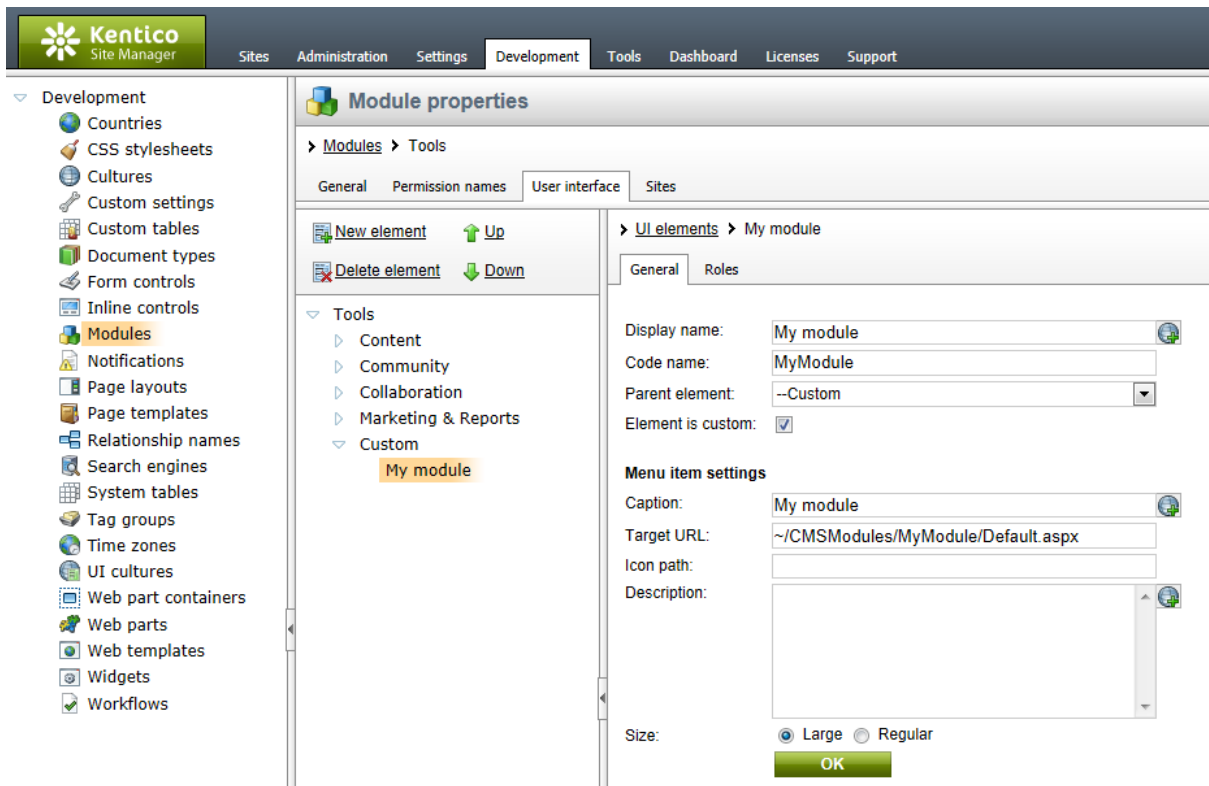 Kentico
Site Manager
Sites Administration Settings Development Tools Dashboard Licenses Support
Development
Countries
CSS stylesheets
Cultures
Custom settings
Custom tables
Document types
Form controls
Inline controls
Modules
Notifications
Page layouts
Page templates
Relationship names
Search engines
System tables
Tag groups
Time zones
UI cultures
Web part containers
Web parts
Web templates
Widgets
Workflows
Module properties
Modules > Tools
General Permission names User interface Sites
New element Up
Delete element Down
Tools
Content
Community
Collaboration
Marketing & Reports
Custom
My module
UI elements > My module
General Roles
Display name: My module
Code name: MyModule
Parent element: --Custom
Element is custom:
Menu item settings
Caption: My module
Target URL: ~/CMSModules/MyModule/Default.aspx
Icon path:
Description:
Size: Large Regular
OK